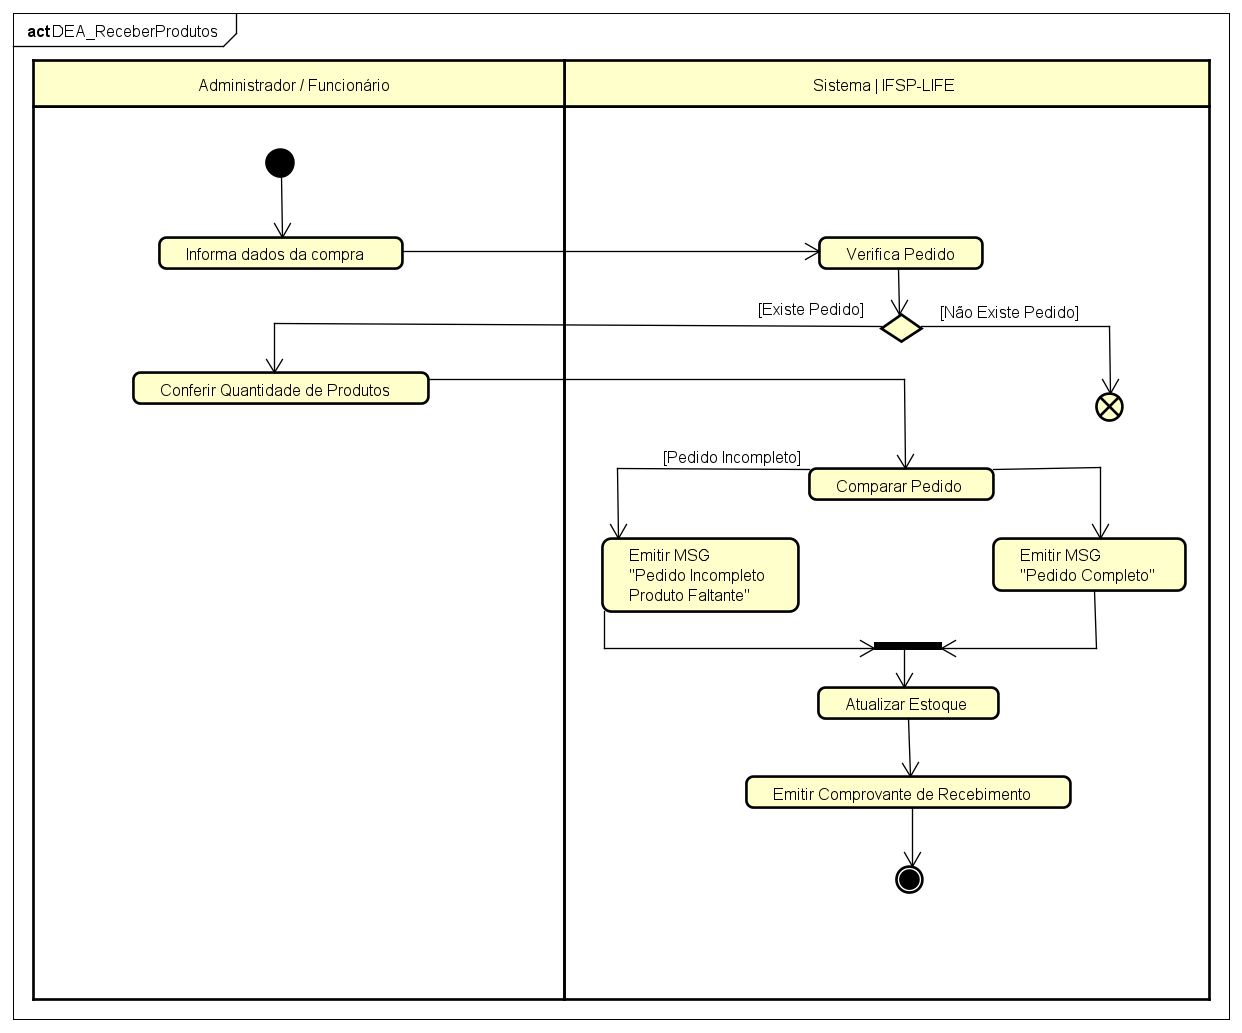 act DEA_ReceberProdutos
Administrador / Funcionário
Sistema | IFSP-LIFE
Informa dados da compra
Verifica Pedido
[Existe Pedido]
[Não Existe Pedido]
Conferir Quantidade de Produtos
[Pedido Incompleto]
Comparar Pedido
Emitir MSG
"Pedido Incompleto
Produto Faltante"
Emitir MSG
"Pedido Completo"
Atualizar Estoque
Emitir Comprovante de Recebimento